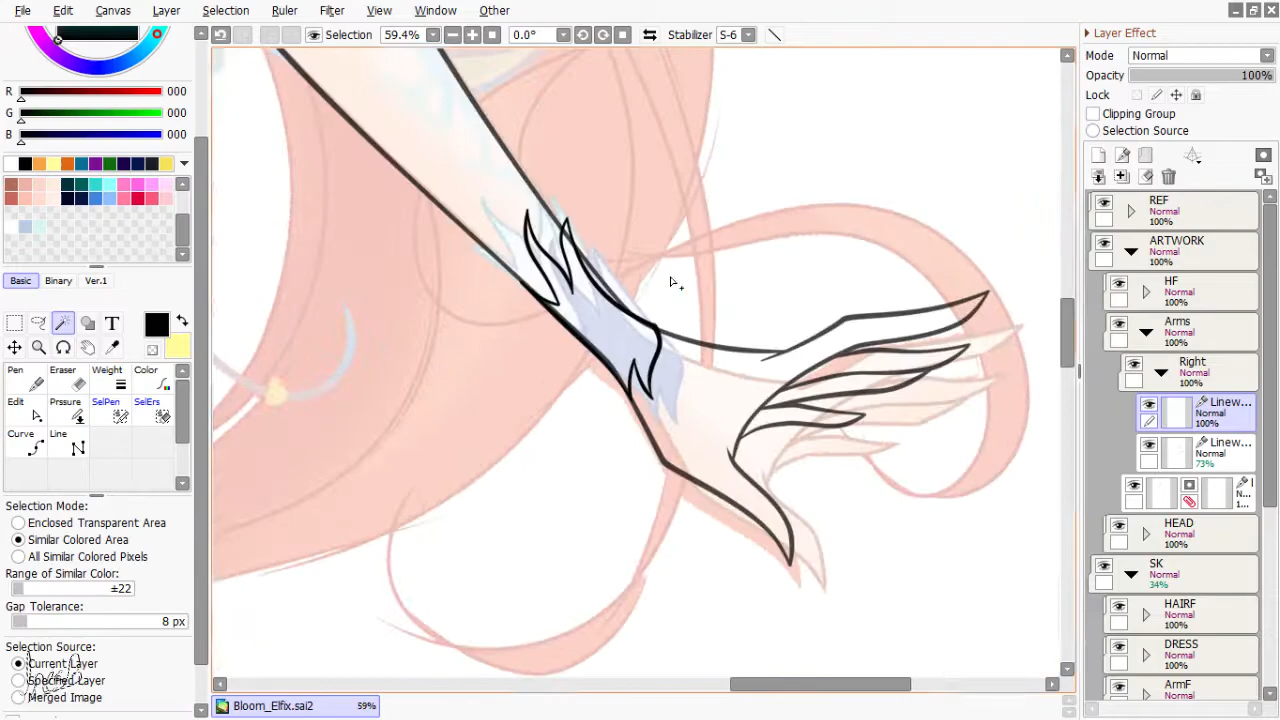 File Edit Canvas Layer Selection Ruler Filter View Window Other
Selection 59.4% 0.0° Stabilizer S-6
R 000
G 000
B 000
Basic Binary Ver.1
T
Pen Eraser Weight Color
Edit Prssure SelPen SelErs
Curve Line
Selection Mode:
Enclosed Transparent Area
Similar Colored Area
All Similar Colored Pixels
Range of Similar Color:
±22
Gap Tolerance:
8 px
Selection Source:
Current Layer
Specified Layer
Merged Image
Bloom_Elfix.sai2 59%
Layer Effect
Mode Normal
Opacity 100%
Lock
Clipping Group
Selection Source
REF
Normal
100%
ARTWORK
Normal
100%
HF
Normal
100%
Arms
Normal
100%
Right
Normal
100%
Linew...
Normal
100%
Linew...
Normal
73%
N...
1...
HEAD
Normal
100%
SK
Normal
34%
HAIRF
Normal
100%
DRESS
Normal
100%
ArmF
Normal